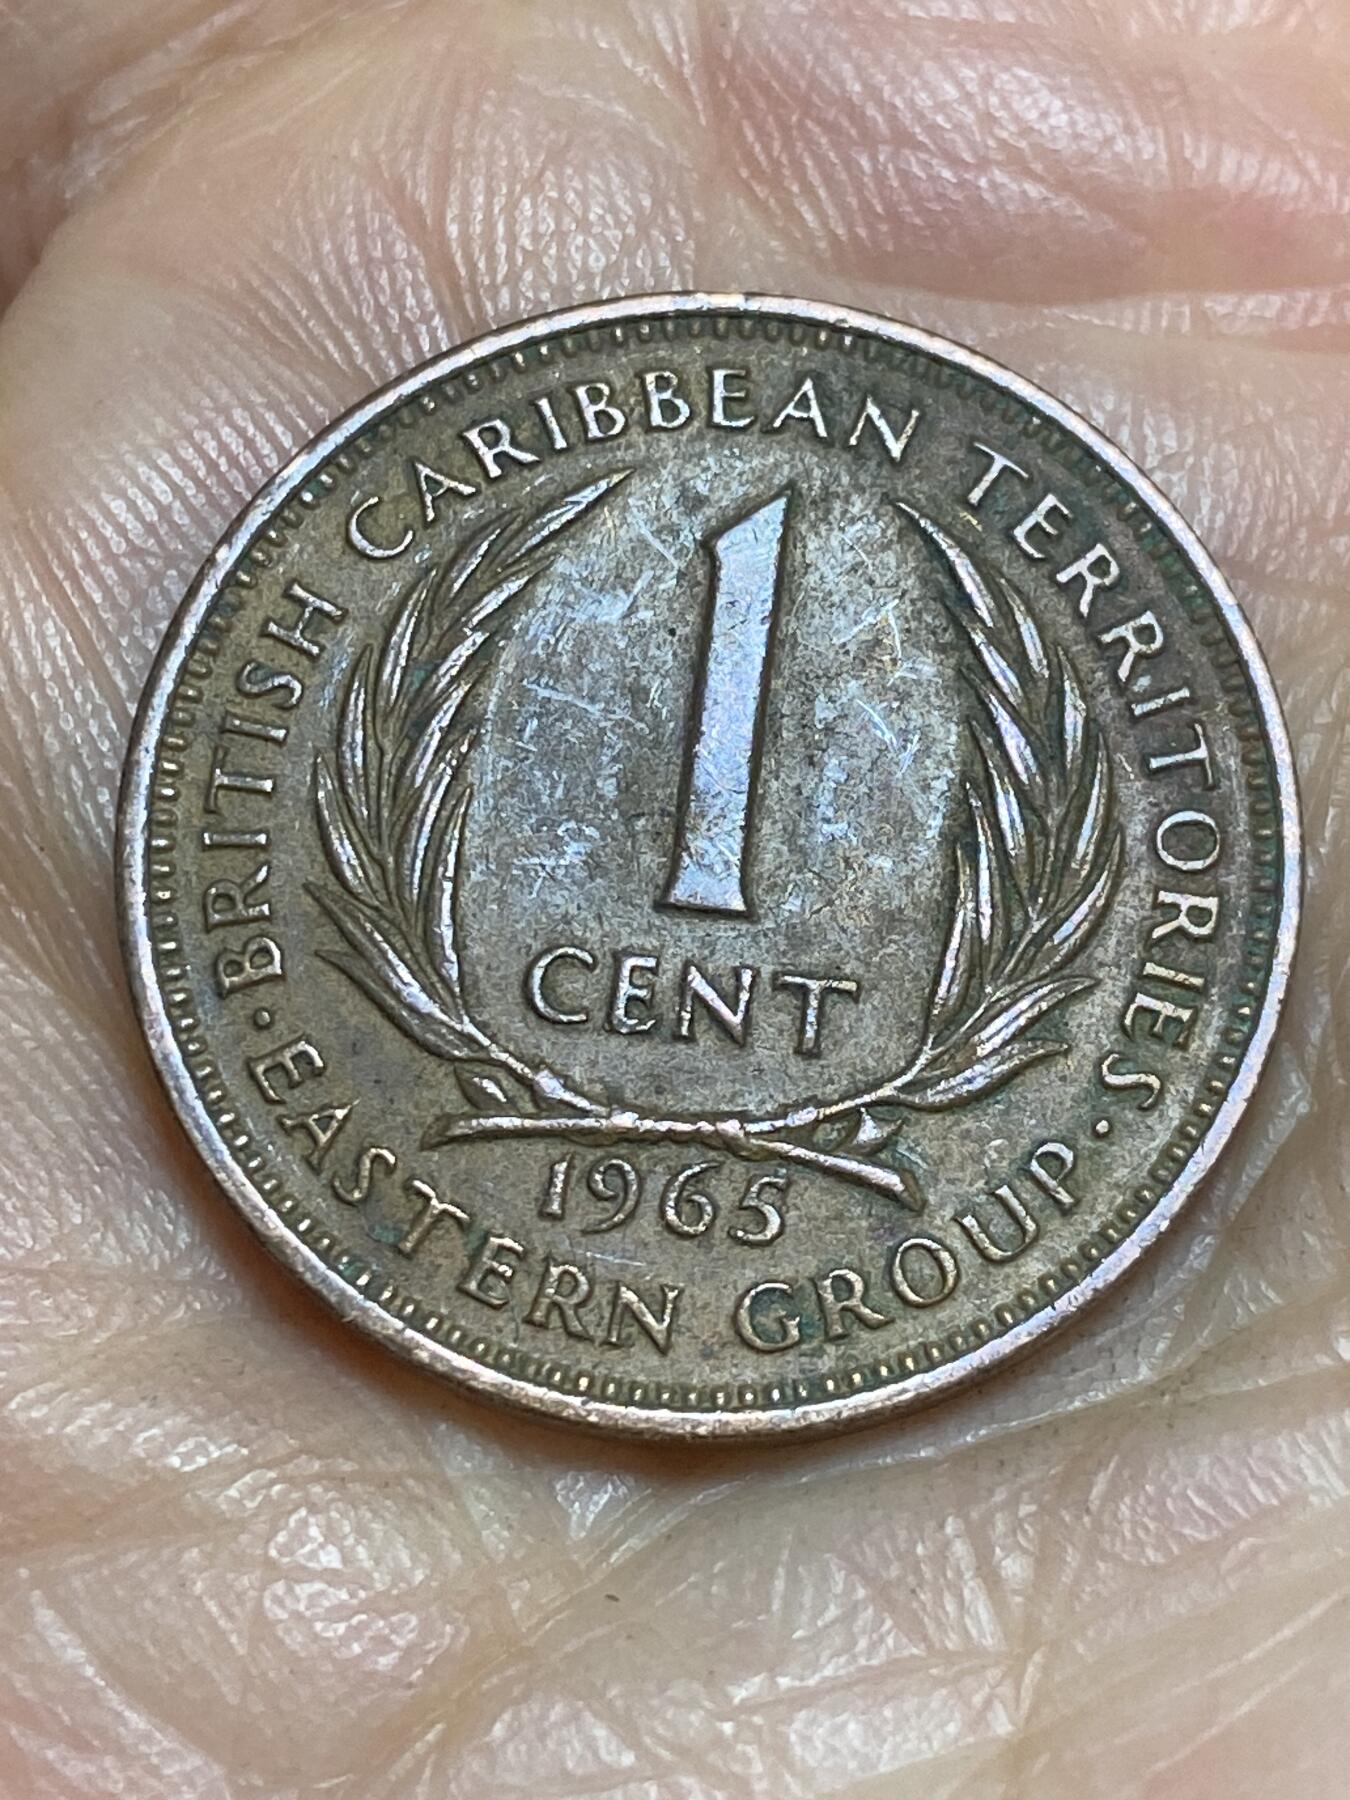 BRITISH CARIBBEAN TERRITORIES
1
CENT
1965
· EASTERN GROUP ·